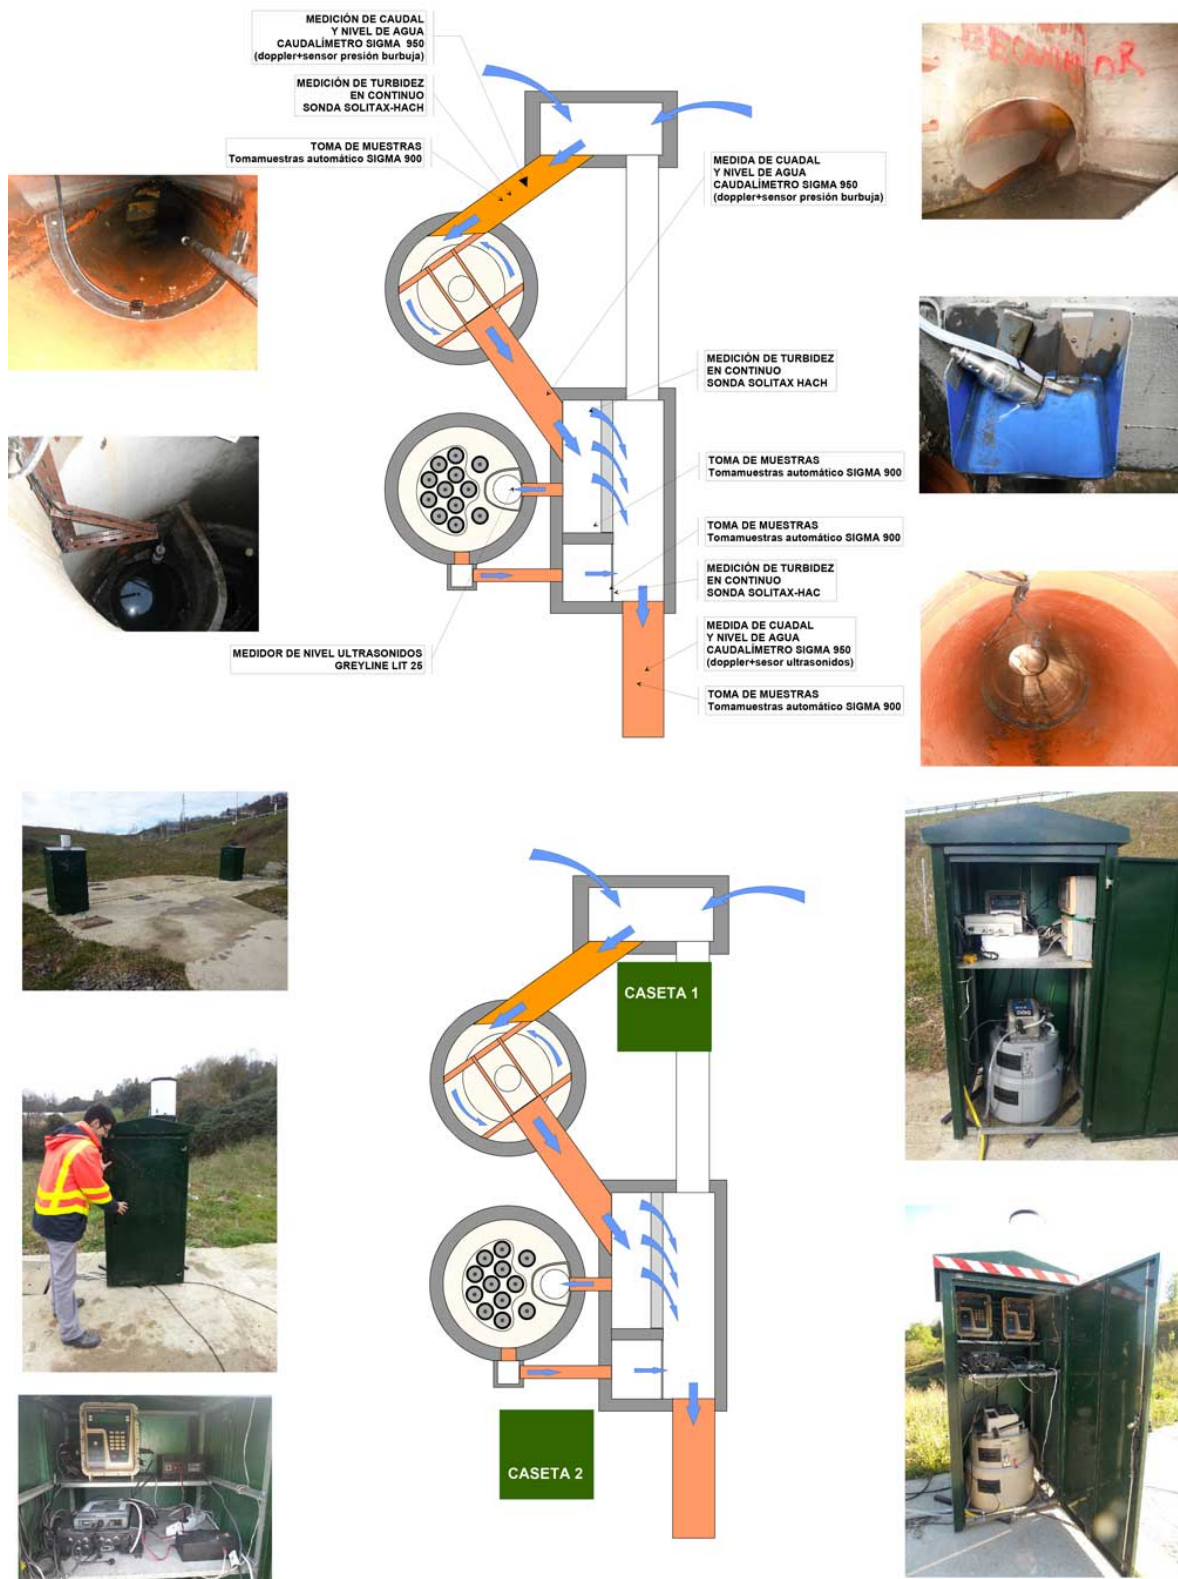 MEDICIÓN DE CAUDAL
Y NIVEL DE AGUA
CAUDALÍMETRO SIGMA 950
(doppler+sensor presión burbuja)
MEDICIÓN DE TURBIDEZ
EN CONTINUO
SONDA SOLITAX-HACH
TOMA DE MUESTRAS
Tomamuestras automático SIGMA 900
MEDIDA DE CUADAL
Y NIVEL DE AGUA
CAUDALÍMETRO SIGMA 950
(doppler+sensor presión burbuja)
MEDICIÓN DE TURBIDEZ
EN CONTINUO
SONDA SOLITAX HACH
TOMA DE MUESTRAS
Tomamuestras automático SIGMA 900
TOMA DE MUESTRAS
Tomamuestras automático SIGMA 900
MEDICIÓN DE TURBIDEZ
EN CONTINUO
SONDA SOLITAX-HAC
MEDIDOR DE NIVEL ULTRASONIDOS
GREYLINE LIT 25
MEDIDA DE CUADAL
Y NIVEL DE AGUA
CAUDALÍMETRO SIGMA 950
(doppler+sesor ultrasonidos)
TOMA DE MUESTRAS
Tomamuestras automático SIGMA 900
CASETA 1
CASETA 2